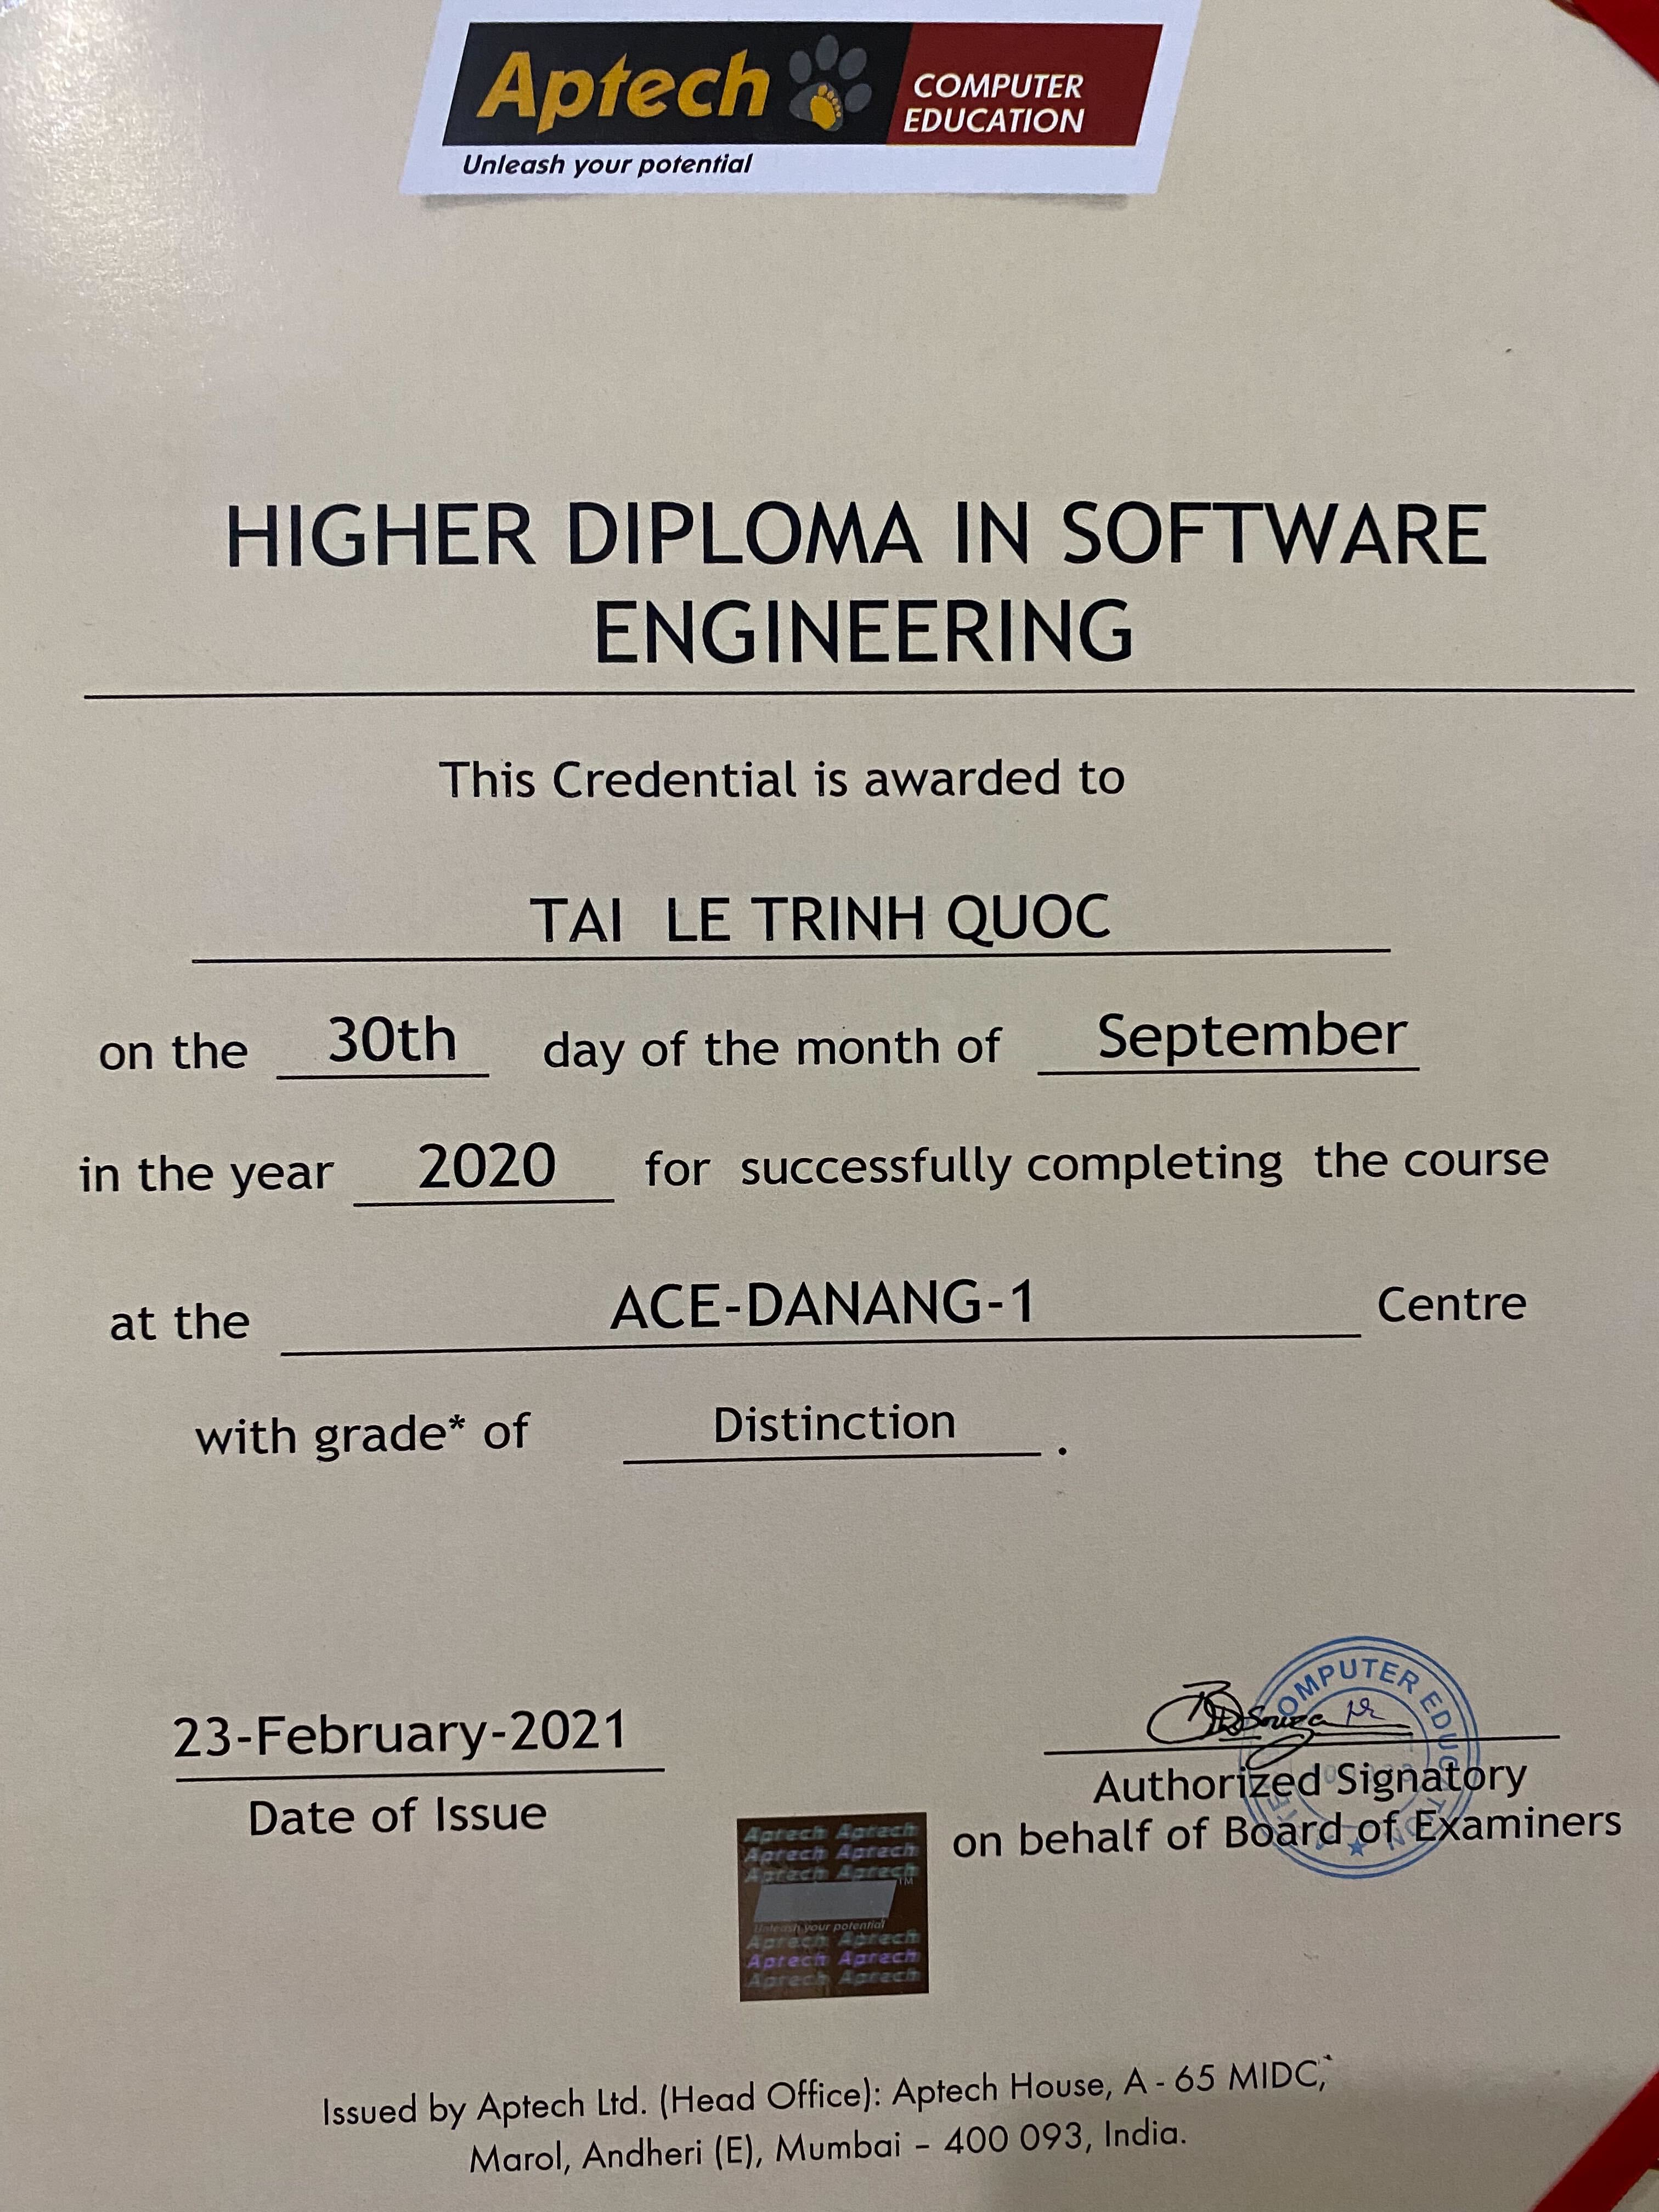 Aptech COMPUTER EDUCATION
Unleash your potential
HIGHER DIPLOMA IN SOFTWARE
ENGINEERING
This Credential is awarded to
TAI LE TRINH QUOC
on the 30th day of the month of September
in the year 2020 for successfully completing the course
at the ACE-DANANG-1 Centre
with grade* of Distinction .
23-February-2021
Date of Issue
COMPUTER EDUCATION
Authorized Signatory
on behalf of Board of Examiners
Aptech Aptech
Aptech Aptech
Aptech Aptech
TM
Unleash your potential
Aptech Aptech
Aptech Aptech
Aptech Aptech
Issued by Aptech Ltd. (Head Office): Aptech House, A - 65 MIDC,
Marol, Andheri (E), Mumbai – 400 093, India.